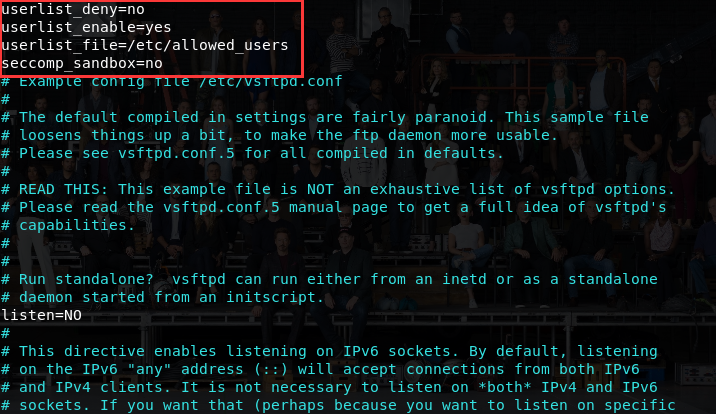 userlist_deny=no
userlist_enable=yes
userlist_file=/etc/allowed_users
seccomp_sandbox=no
# Example config file /etc/vsftpd.conf
#
# The default compiled in settings are fairly paranoid. This sample file
# loosens things up a bit, to make the ftp daemon more usable.
# Please see vsftpd.conf.5 for all compiled in defaults.
#
# READ THIS: This example file is NOT an exhaustive list of vsftpd options.
# Please read the vsftpd.conf.5 manual page to get a full idea of vsftpd's
# capabilities.
#
#
# Run standalone?  vsftpd can run either from an inetd or as a standalone
# daemon started from an initscript.
listen=NO
#
# This directive enables listening on IPv6 sockets. By default, listening
# on the IPv6 "any" address (::) will accept connections from both IPv6
# and IPv4 clients. It is not necessary to listen on *both* IPv4 and IPv6
# sockets. If you want that (perhaps because you want to listen on specific